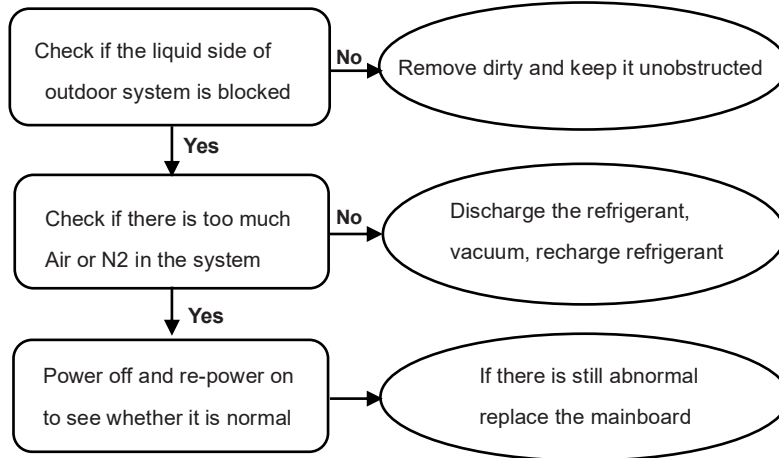 Check if the liquid side of
outdoor system is blocked
No
Remove dirty and keep it unobstructed
Yes
Check if there is too much
Air or N2 in the system
No
Discharge the refrigerant,
vacuum, recharge refrigerant
Yes
Power off and re-power on
to see whether it is normal
If there is still abnormal
replace the mainboard